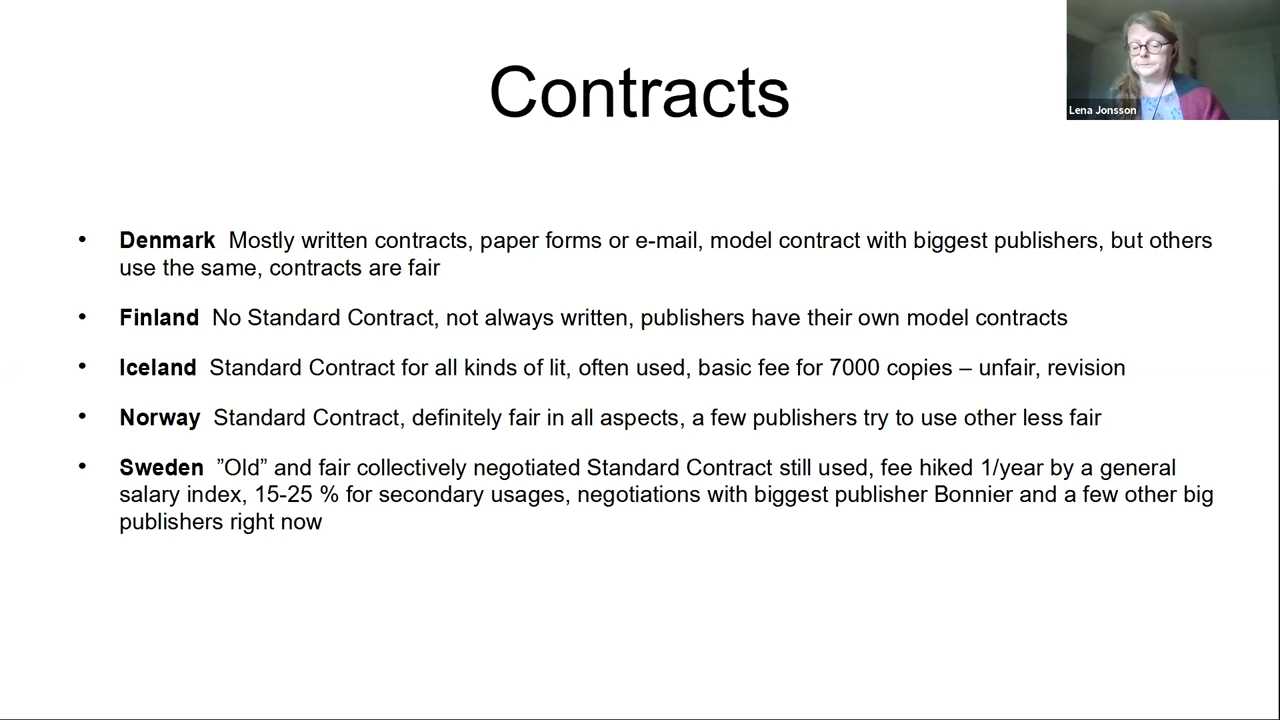 Contracts
Lena Jonsson
• Denmark Mostly written contracts, paper forms or e-mail, model contract with biggest publishers, but others
use the same, contracts are fair
• Finland No Standard Contract, not always written, publishers have their own model contracts
• Iceland Standard Contract for all kinds of lit, often used, basic fee for 7000 copies – unfair, revision
• Norway Standard Contract, definitely fair in all aspects, a few publishers try to use other less fair
• Sweden ”Old” and fair collectively negotiated Standard Contract still used, fee hiked 1/year by a general
salary index, 15-25 % for secondary usages, negotiations with biggest publisher Bonnier and a few other big
publishers right now